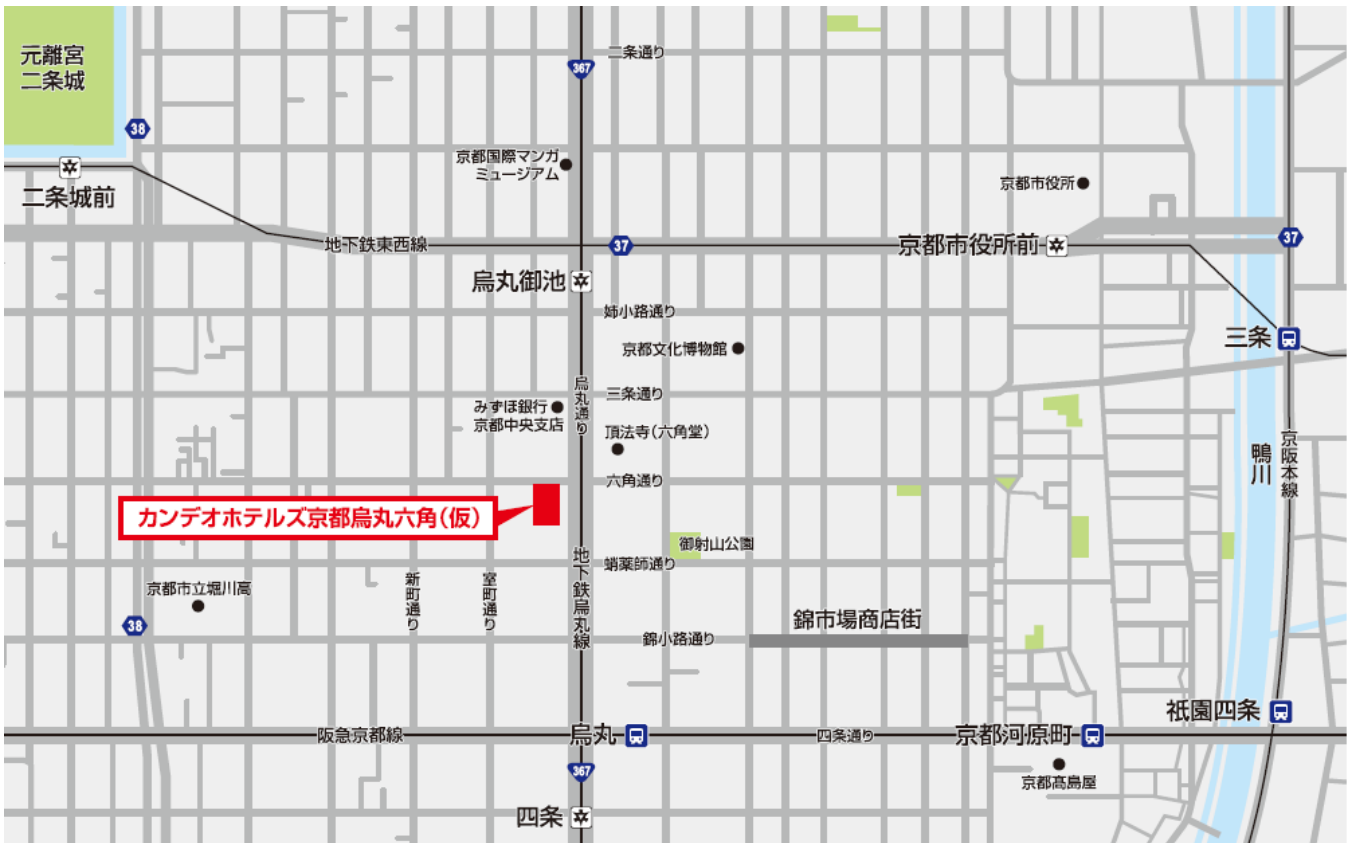 元離宮
二条城
二条通り
367
38
京都国際マンガ
ミュージアム
京都市役所
二条城前
地下鉄東西線
37
京都市役所前
37
烏丸御池
姉小路通り
三条
京都文化博物館
烏丸通り
三条通り
みずほ銀行
京都中央支店
頂法寺(六角堂)
鴨川
京阪本線
六角通り
カンデオホテルズ京都烏丸六角(仮)
御射山公園
蛸薬師通り
地下鉄烏丸線
新町通り
室町通り
京都市立堀川高
38
錦市場商店街
錦小路通り
祇園四条
阪急京都線
烏丸
四条通り
京都河原町
367
京都髙島屋
四条